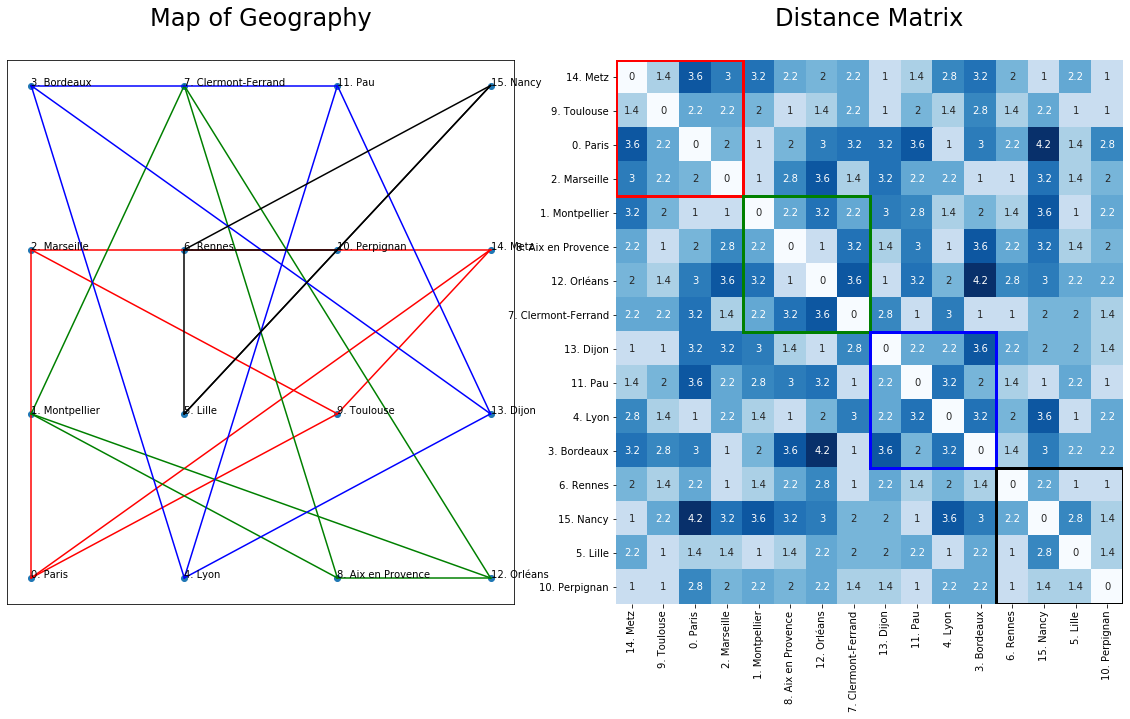 Map of Geography
3. Bordeaux 7. Clermont-Ferrand 11. Pau 15. Nancy
2. Marseille 6. Rennes 10. Perpignan 14. Metz
1. Montpellier 5. Lille 9. Toulouse 13. Dijon
0. Paris 4. Lyon 8. Aix en Provence 12. Orléans
Distance Matrix
14. Metz 0 1.4 3.6 3 3.2 2.2 2 2.2 1 1.4 2.8 3.2 2 1 2.2 1
9. Toulouse 1.4 0 2.2 2.2 2 1 1.4 2.2 1 2 1.4 2.8 1.4 2.2 1 1
0. Paris 3.6 2.2 0 2 1 2 3 3.2 3.2 3.6 1 3 2.2 4.2 1.4 2.8
2. Marseille 3 2.2 2 0 1 2.8 3.6 1.4 3.2 2.2 2.2 1 1 3.2 1.4 2
1. Montpellier 3.2 2 1 1 0 2.2 3.2 2.2 3 2.8 1.4 2 1.4 3.6 1 2.2
8. Aix en Provence 2.2 1 2 2.8 2.2 0 1 3.2 1.4 3 1 3.6 2.2 3.2 1.4 2
12. Orléans 2 1.4 3 3.6 3.2 1 0 3.6 1 3.2 2 4.2 2.8 3 2.2 2.2
7. Clermont-Ferrand 2.2 2.2 3.2 1.4 2.2 3.2 3.6 0 2.8 1 3 1 1 2 2 1.4
13. Dijon 1 1 3.2 3.2 3 1.4 1 2.8 0 2.2 2.2 3.6 2.2 2 2 1.4
11. Pau 1.4 2 3.6 2.2 2.8 3 3.2 1 2.2 0 3.2 2 1.4 1 2.2 1
4. Lyon 2.8 1.4 1 2.2 1.4 1 2 3 2.2 3.2 0 3.2 2 3.6 1 2.2
3. Bordeaux 3.2 2.8 3 1 2 3.6 4.2 1 3.6 2 3.2 0 1.4 3 2.2 2.2
6. Rennes 2 1.4 2.2 1 1.4 2.2 2.8 1 2.2 1.4 2 1.4 0 2.2 1 1
15. Nancy 1 2.2 4.2 3.2 3.6 3.2 3 2 2 1 3.6 3 2.2 0 2.8 1.4
5. Lille 2.2 1 1.4 1.4 1 1.4 2.2 2 2 2.2 1 2.2 1 2.8 0 1.4
10. Perpignan 1 1 2.8 2 2.2 2 2.2 1.4 1.4 1 2.2 2.2 1 1.4 1.4 0
14. Metz
9. Toulouse
0. Paris
2. Marseille
1. Montpellier
8. Aix en Provence
12. Orléans
7. Clermont-Ferrand
13. Dijon
11. Pau
4. Lyon
3. Bordeaux
6. Rennes
15. Nancy
5. Lille
10. Perpignan